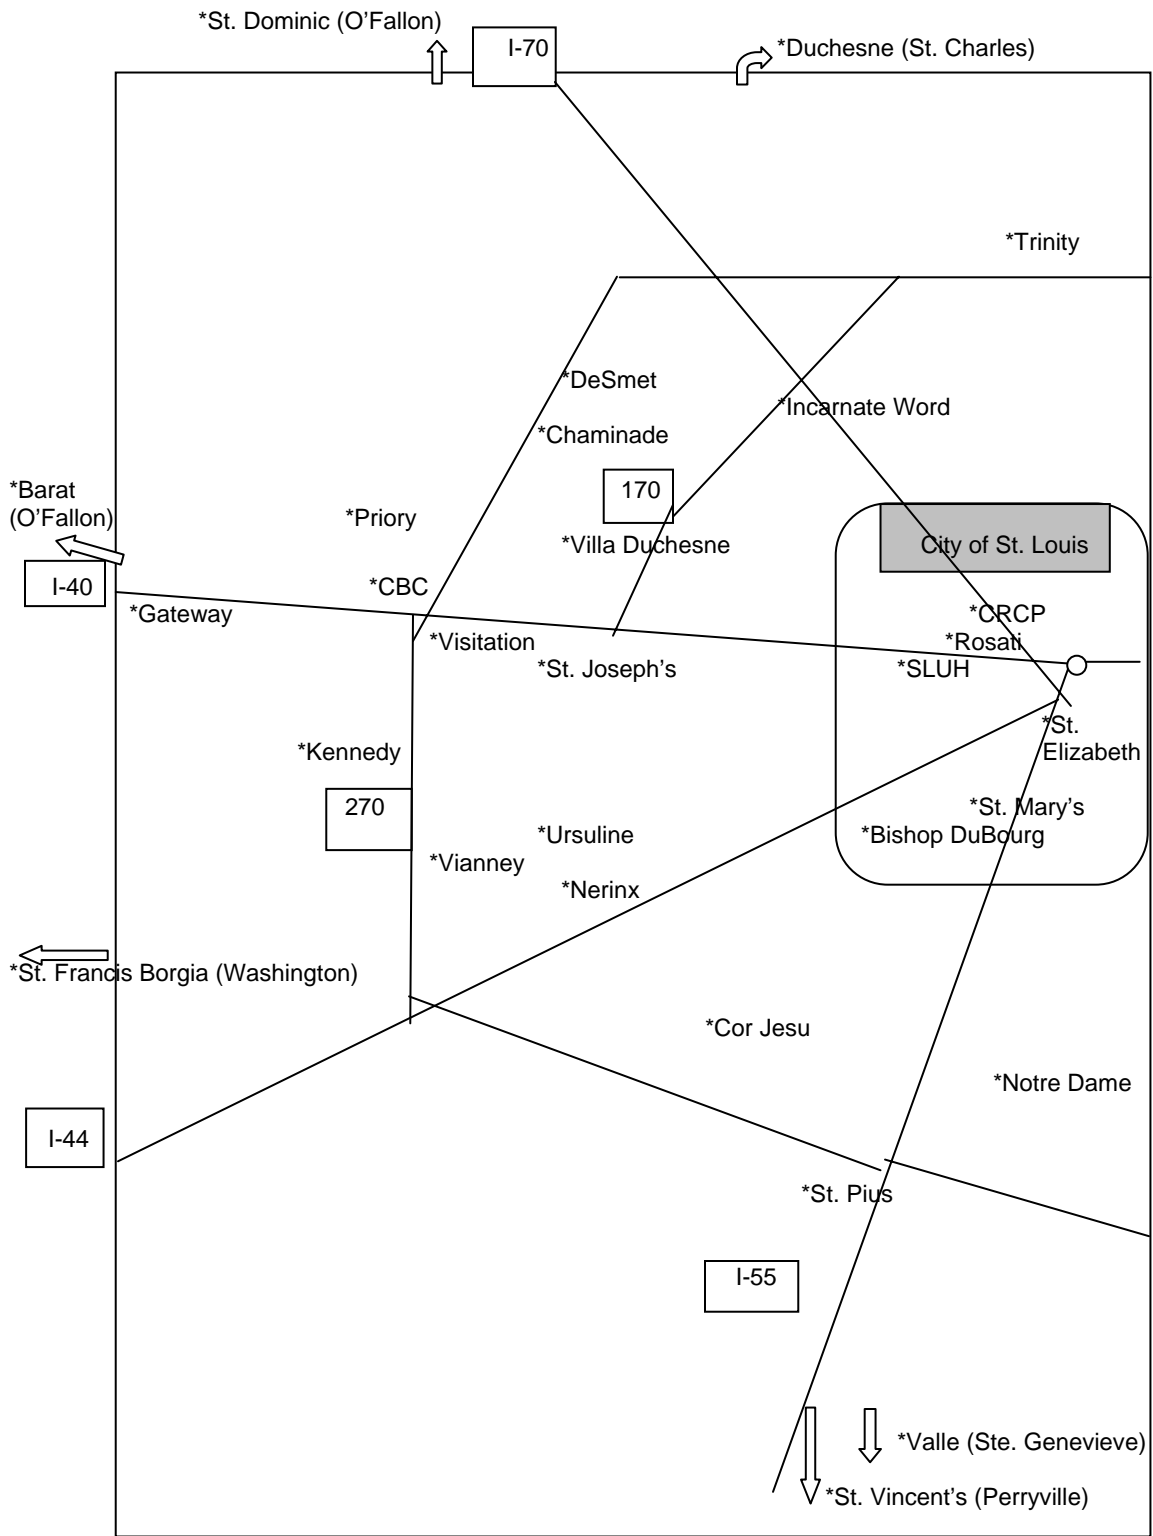 *St. Dominic (O'Fallon)
I-70
*Duchesne (St. Charles)
*Trinity
*DeSmet
*Incarnate Word
*Chaminade
170
*Barat
(O'Fallon)
*Priory
*Villa Duchesne
City of St. Louis
I-40
*CBC
*Gateway
*CRCP
*Visitation
*Rosati
*St. Joseph's
*SLUH
*St.
Elizabeth
*Kennedy
270
*St. Mary's
*Ursuline
*Bishop DuBourg
*Vianney
*Nerinx
*St. Francis Borgia (Washington)
*Cor Jesu
*Notre Dame
I-44
*St. Pius
I-55
*Valle (Ste. Genevieve)
*St. Vincent's (Perryville)